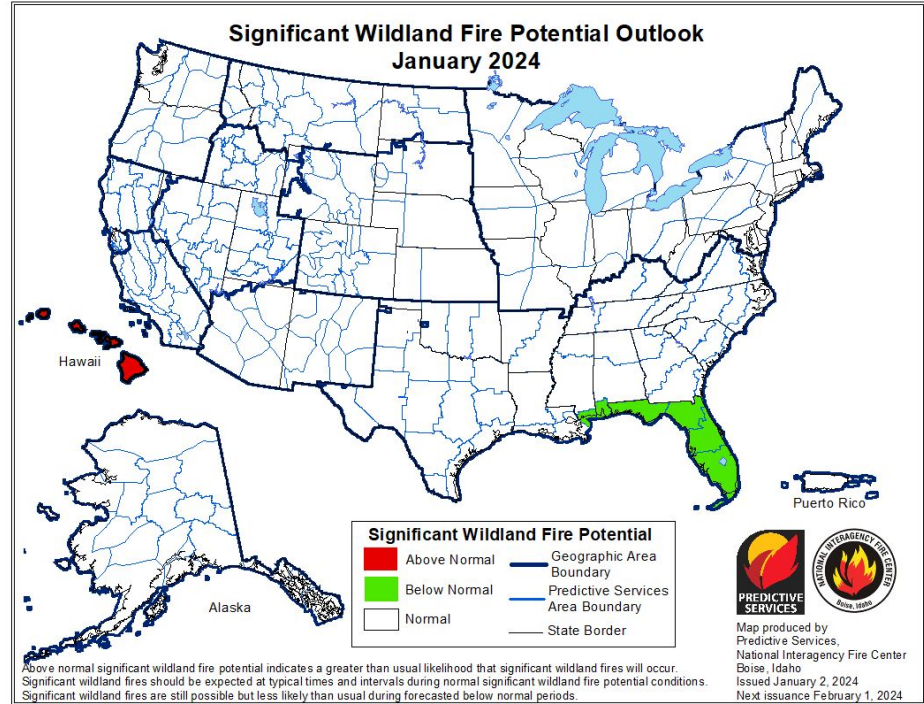 Significant Wildland Fire Potential Outlook
January 2024
Hawaii
Alaska
Puerto Rico
Significant Wildland Fire Potential
Above Normal
Below Normal
Normal
Geographic Area
Boundary
Predictive Services
Area Boundary
State Border
PREDICTIVE
SERVICES
NATIONAL INTERAGENCY FIRE CENTER
Boise, Idaho
Map produced by
Predictive Services,
National Interagency Fire Center
Boise, Idaho
Issued January 2, 2024
Next issuance February 1, 2024
Above normal significant wildland fire potential indicates a greater than usual likelihood that significant wildland fires will occur.
Significant wildland fires should be expected at typical times and intervals during normal significant wildland fire potential conditions.
Significant wildland fires are still possible but less likely than usual during forecasted below normal periods.